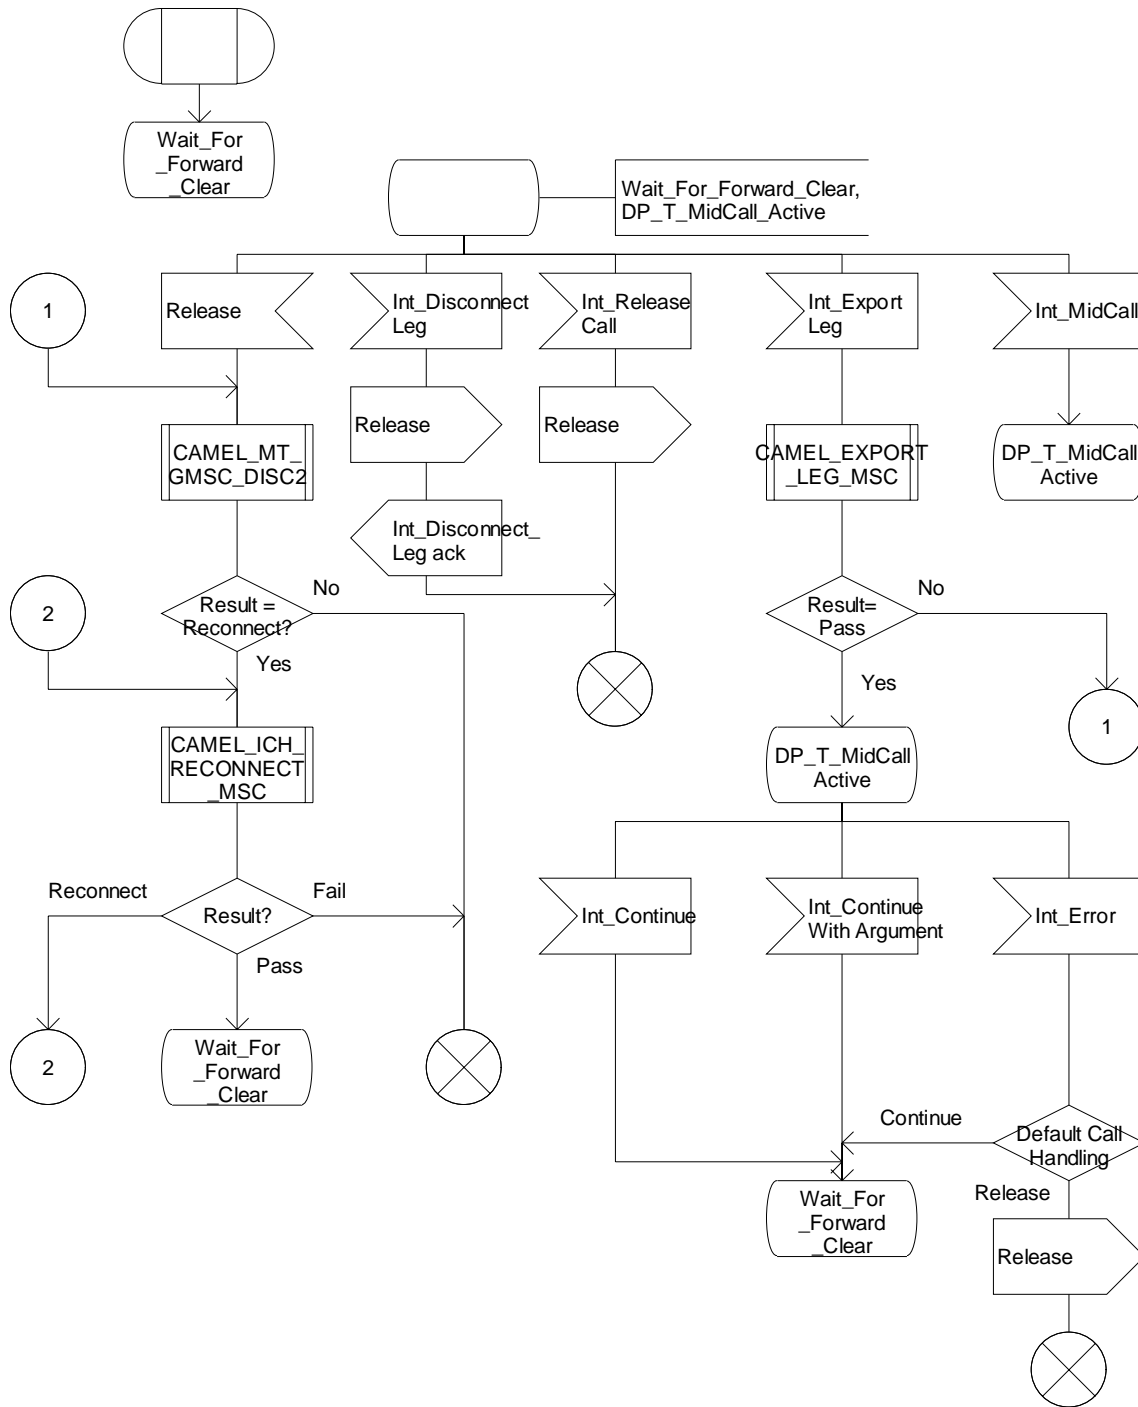 Wait_For
_Forward
_Clear
Wait_For_Forward_Clear,
DP_T_MidCall_Active
1
Release
Int_Disconnect
Leg
Int_Release
Call
Int_Export
Leg
Int_MidCall
Release
Release
CAMEL_MT_
GMSC_DISC2
CAMEL_EXPORT
_LEG_MSC
DP_T_MidCall
Active
Int_Disconnect_
Leg ack
2
Result =
Reconnect?
No
Yes
Result=
Pass
No
Yes
1
CAMEL_ICH_
RECONNECT
_MSC
DP_T_MidCall
Active
Reconnect
Result?
Fail
Pass
Int_Continue
Int_Continue
With Argument
Int_Error
2
Wait_For
_Forward
_Clear
Continue
Default Call
Handling
Release
Wait_For
_Forward
_Clear
Release